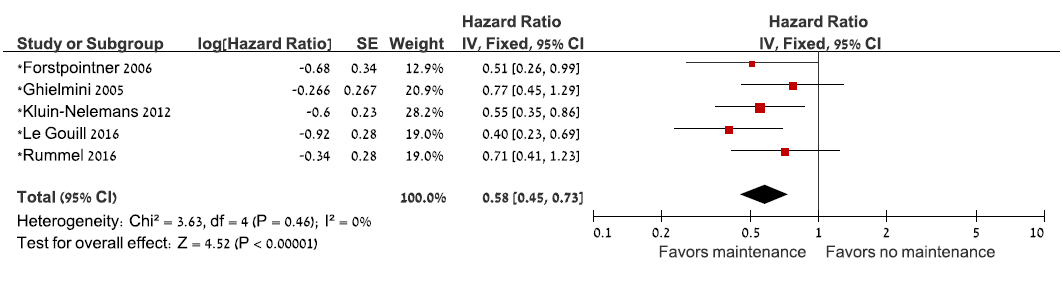 Hazard Ratio Hazard Ratio
Study or Subgroup log[Hazard Ratio] SE Weight IV, Fixed, 95% CI IV, Fixed, 95% CI
*Forstpointner 2006 -0.68 0.34 12.9% 0.51 [0.26, 0.99]
*Ghielmini 2005 -0.266 0.267 20.9% 0.77 [0.45, 1.29]
*Kluin-Nelemans 2012 -0.6 0.23 28.2% 0.55 [0.35, 0.86]
*Le Gouill 2016 -0.92 0.28 19.0% 0.40 [0.23, 0.69]
*Rummel 2016 -0.34 0.28 19.0% 0.71 [0.41, 1.23]
Total (95% CI) 100.0% 0.58 [0.45, 0.73]
Heterogeneity: Chi² = 3.63, df = 4 (P = 0.46); I² = 0%
Test for overall effect: Z = 4.52 (P < 0.00001)
0.1 0.2 0.5 1 2 5 10
Favors maintenance Favors no maintenance